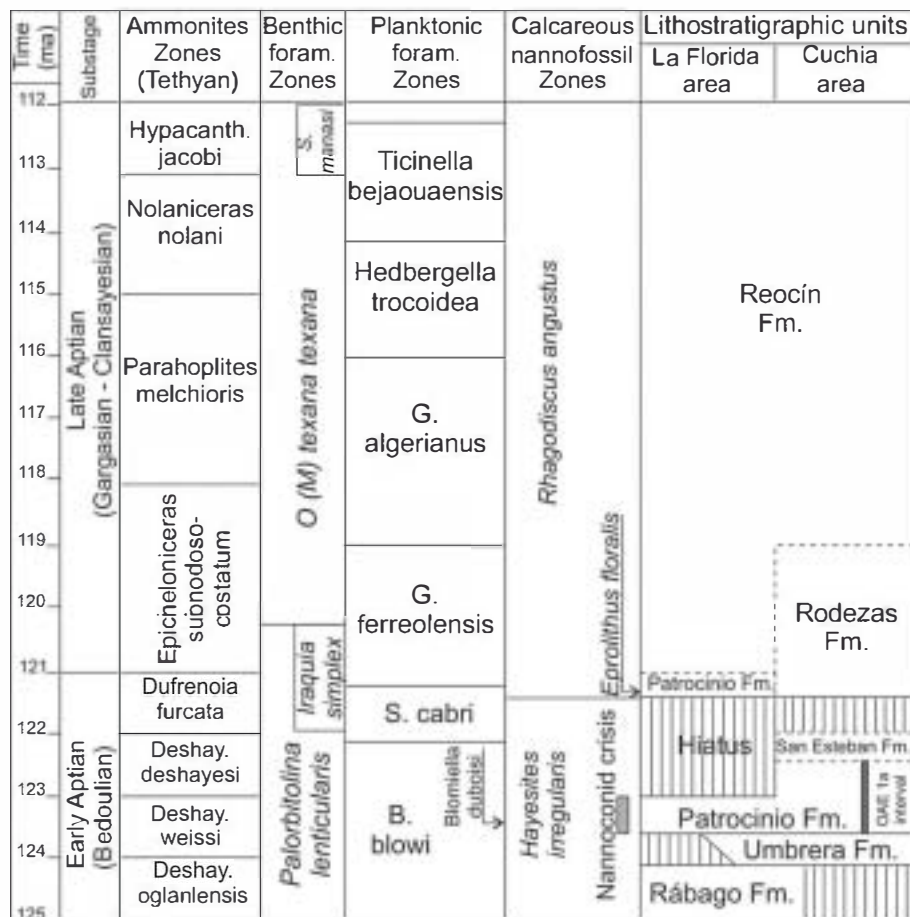 Time (ma)
Substage
Ammonites Zones (Tethyan)
Benthic foram. Zones
Planktonic foram. Zones
Calcareous nannofossil Zones
Lithostratigraphic units
La Florida area
Cuchia area
112
113
114
115
116
117
118
119
120
121
122
123
124
125
Late Aptian
(Gargasian - Clansayesian)
Early Aptian
(Bedoulian)
Hypacanth.
jacobi
Nolaniceras
nolani
Parahoplites
melchioris
Epicheloniceras
subnodoso-
costatum
Dufrenoia
furcata
Deshay.
deshayesi
Deshay.
weissi
Deshay.
oglanlensis
S.
manasi
O (M) texana texana
Iraquia
simplex
Palorbitolina
lenticularis
Ticinella
bejaouaensis
Hedbergella
trocoidea
G.
algerianus
G.
ferreolensis
S. cabri
B.
blowi
Blomiella
duboisi
Rhagodiscus angustus
Eprolithus floralis
Hayesites
irregularis
Nannoconid crisis
Reocín
Fm.
Rodezas
Fm.
Patrocinio Fm.
Hiatus
San Esteban Fm.
OAE 1a
interval
Patrocinio Fm.
Umbrera Fm.
Rábago Fm.